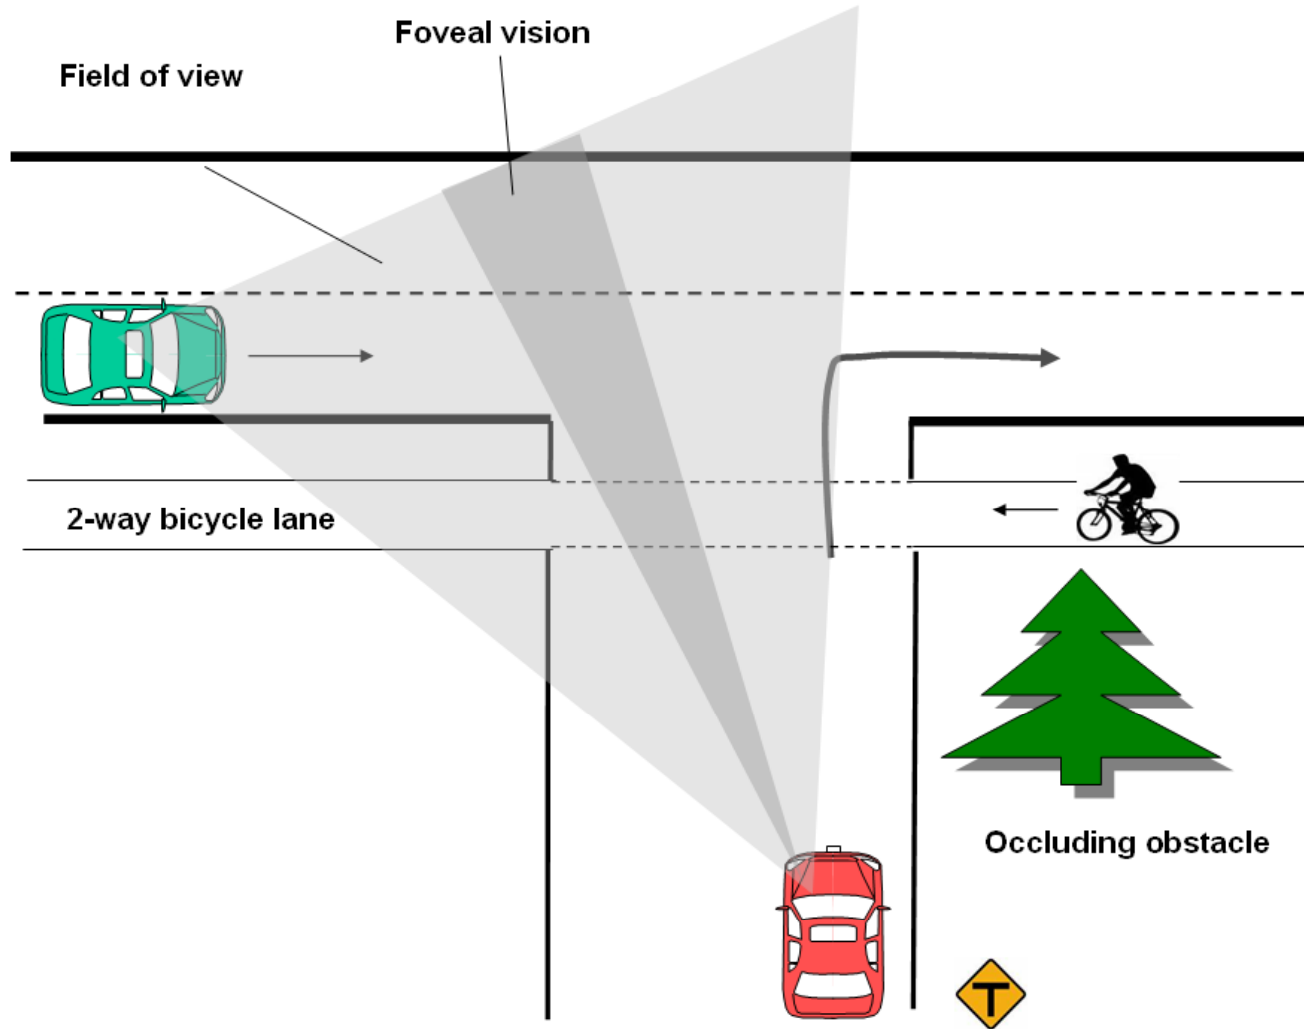 Foveal vision
Field of view
2-way bicycle lane
Occluding obstacle
T